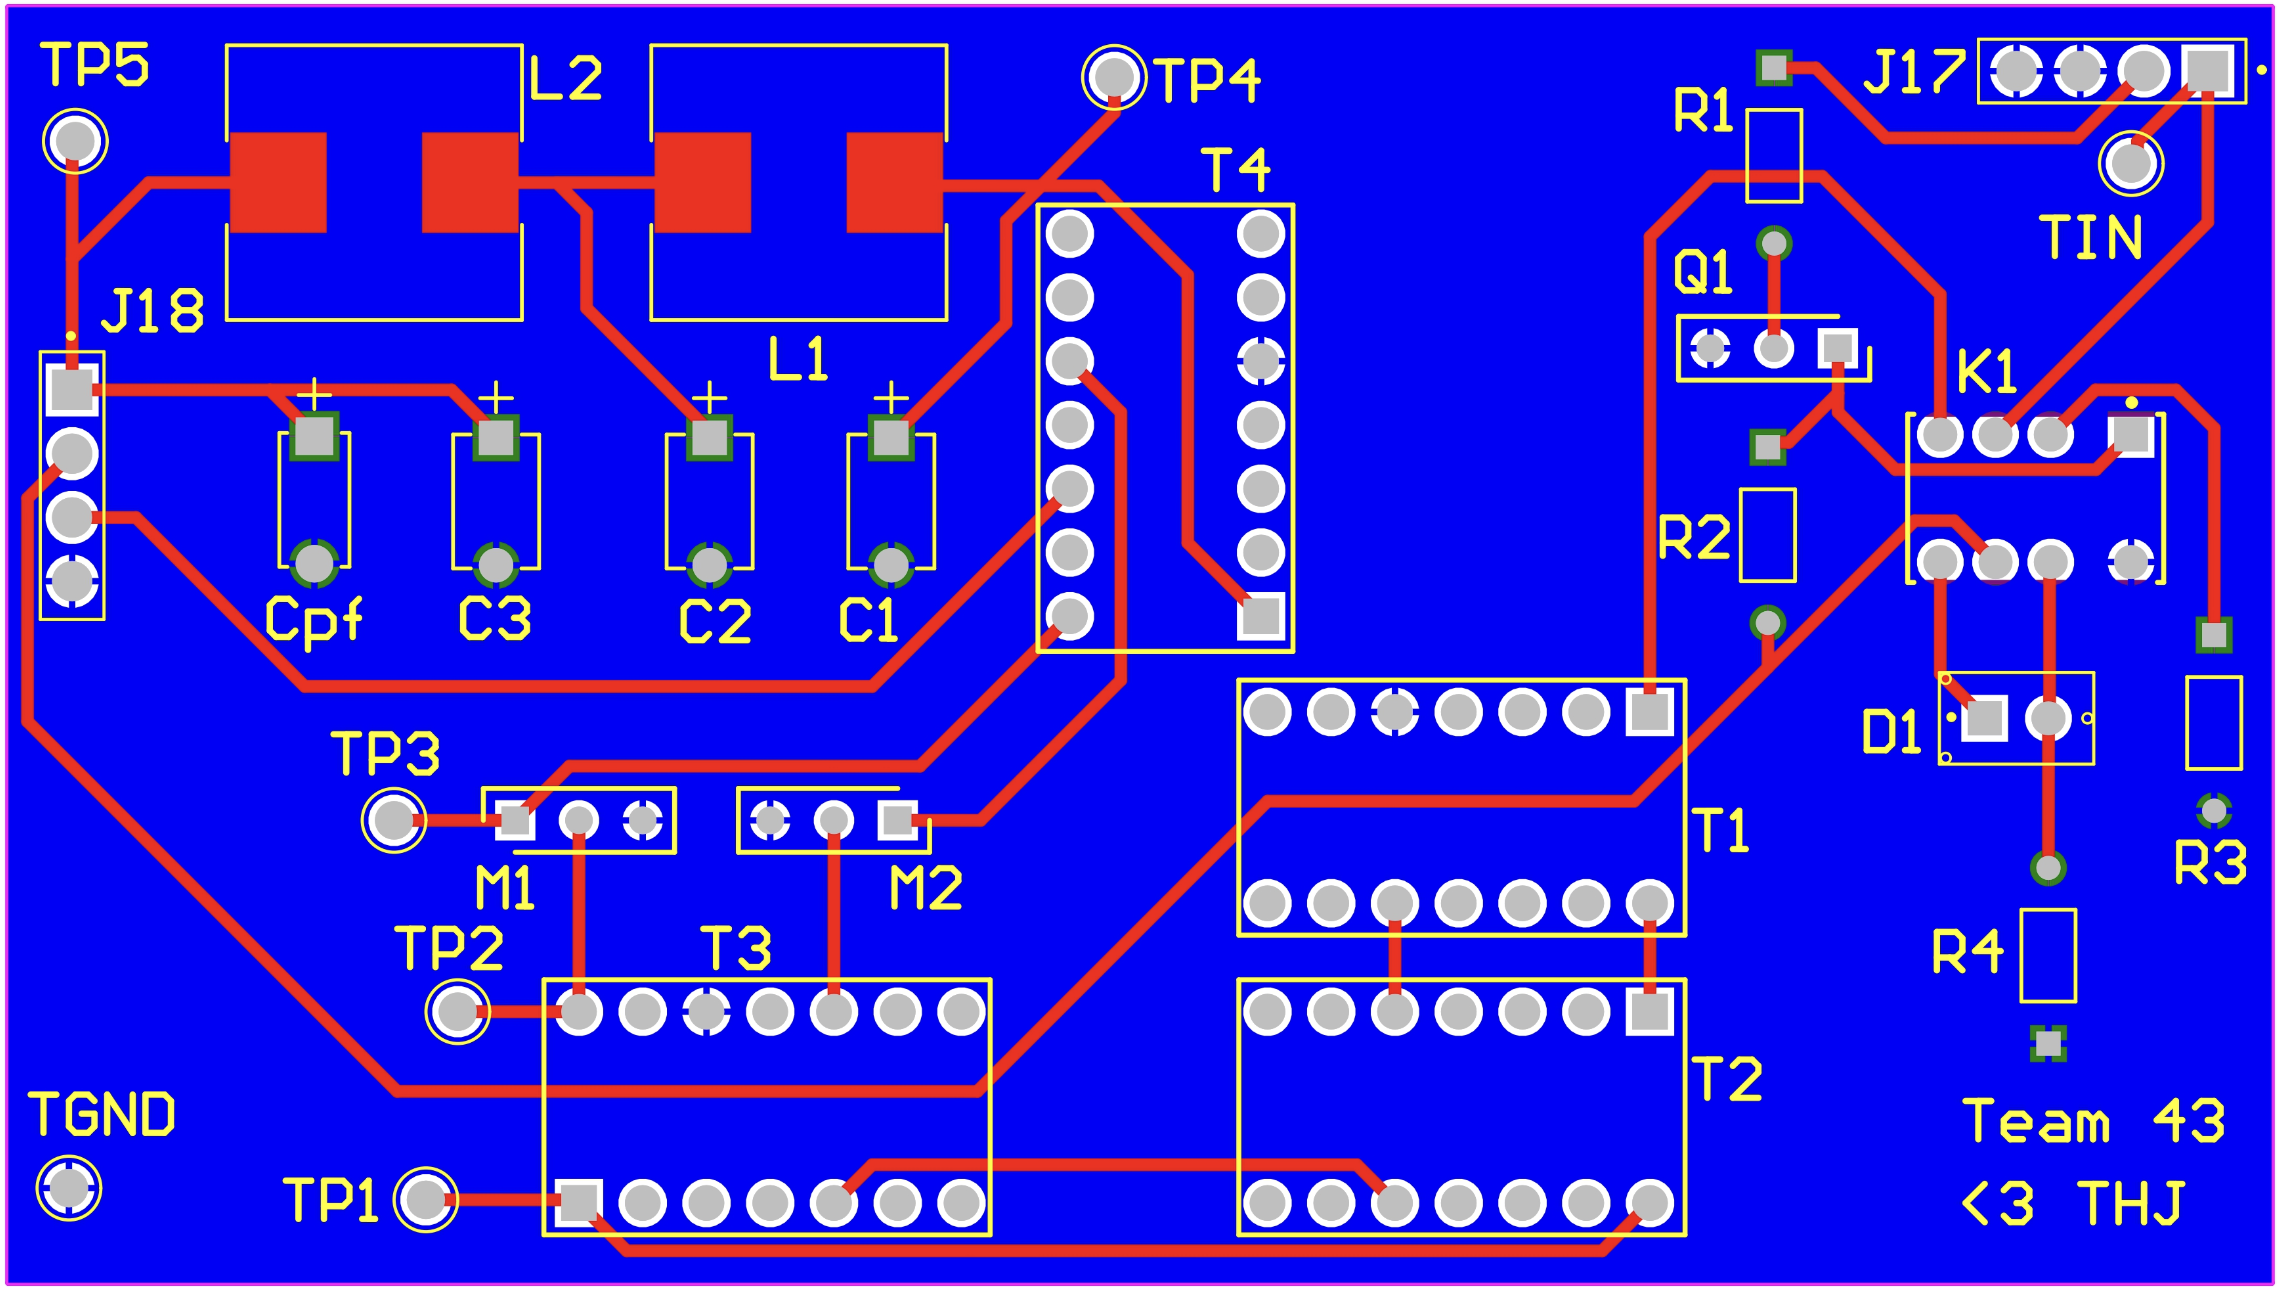 TP5
L2
TP4
J17
R1
T4
TIN
Q1
J18
L1
K1
+
+
+
+
R2
Cpf
C3
C2
C1
D1
TP3
T1
R3
M1
M2
TP2
T3
R4
T2
TGND
Team 43
TP1
<3 THJ